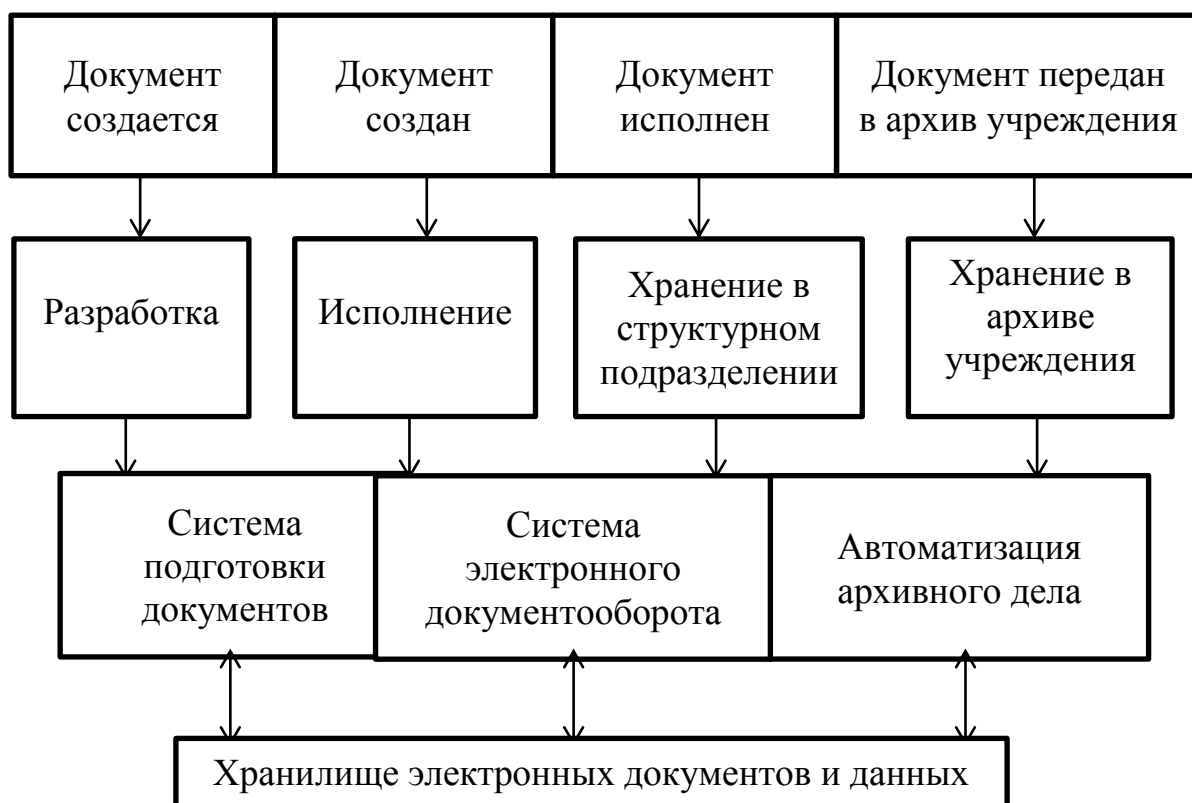 Документ
создается
Документ
создан
Документ
исполнен
Документ передан
в архив учреждения
Разработка
Исполнение
Хранение в
структурном
подразделении
Хранение в
архиве
учреждения
Система
подготовки
документов
Система
электронного
документооборота
Автоматизация
архивного дела
Хранилище электронных документов и данных